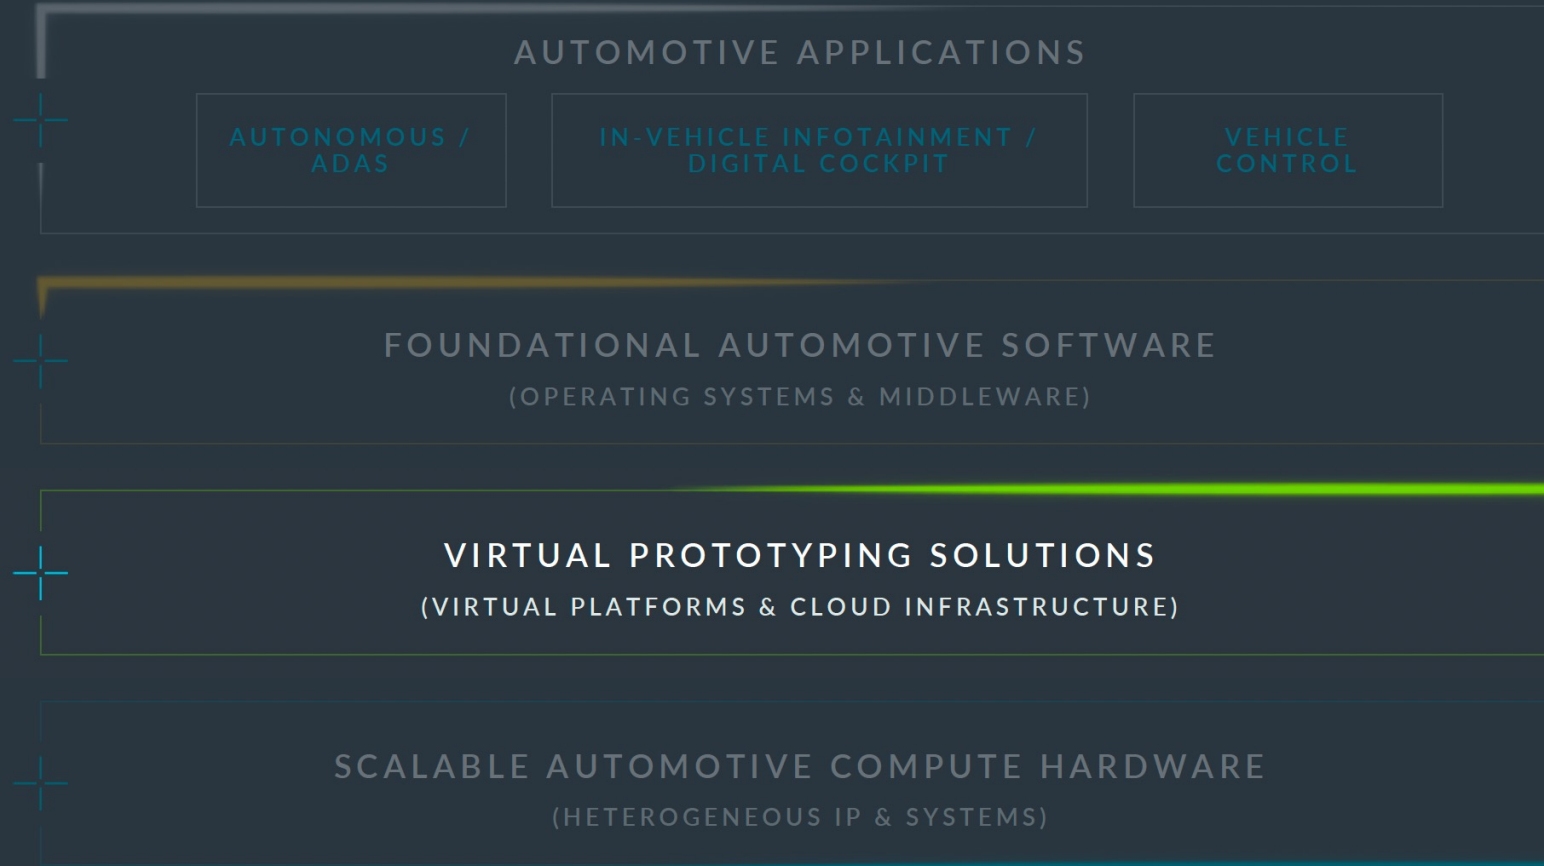 AUTOMOTIVE APPLICATIONS
AUTONOMOUS /
ADAS
IN-VEHICLE INFOTAINMENT /
DIGITAL COCKPIT
VEHICLE
CONTROL
FOUNDATIONAL AUTOMOTIVE SOFTWARE
(OPERATING SYSTEMS & MIDDLEWARE)
VIRTUAL PROTOTYPING SOLUTIONS
(VIRTUAL PLATFORMS & CLOUD INFRASTRUCTURE)
SCALABLE AUTOMOTIVE COMPUTE HARDWARE
(HETEROGENEOUS IP & SYSTEMS)